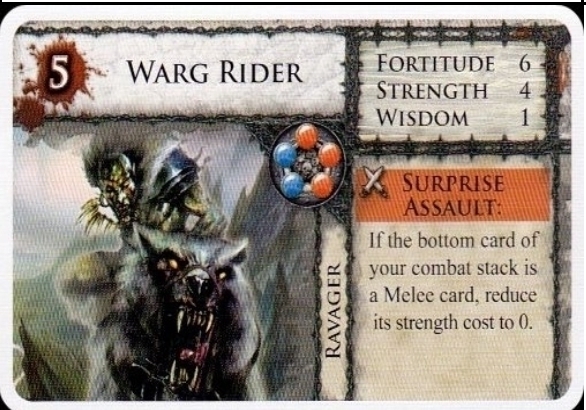 5
WARG RIDER
FORTITUDE 6
STRENGTH 4
WISDOM 1
SURPRISE
ASSAULT:
If the bottom card of
your combat stack is
a Melee card, reduce
its strength cost to 0.
RAVAGER